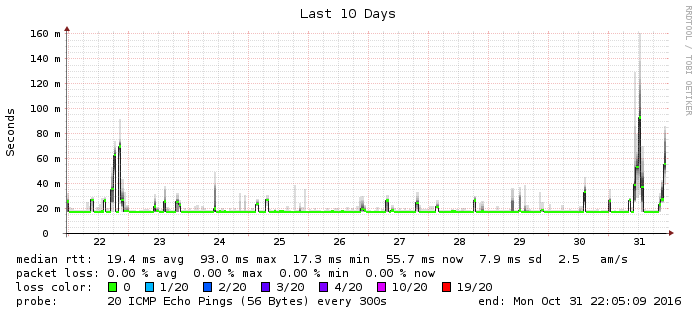 Last 10 Days
RRDTOOL / TOBI OETIKER
Seconds
160 m
140 m
120 m
100 m
80 m
60 m
40 m
20 m
0
22 23 24 25 26 27 28 29 30 31
median rtt: 19.4 ms avg 93.0 ms max 17.3 ms min 55.7 ms now 7.9 ms sd 2.5 am/s
packet loss: 0.00 % avg 0.00 % max 0.00 % min 0.00 % now
loss color: 0 1/20 2/20 3/20 4/20 10/20 19/20
probe: 20 ICMP Echo Pings (56 Bytes) every 300s end: Mon Oct 31 22:05:09 2016